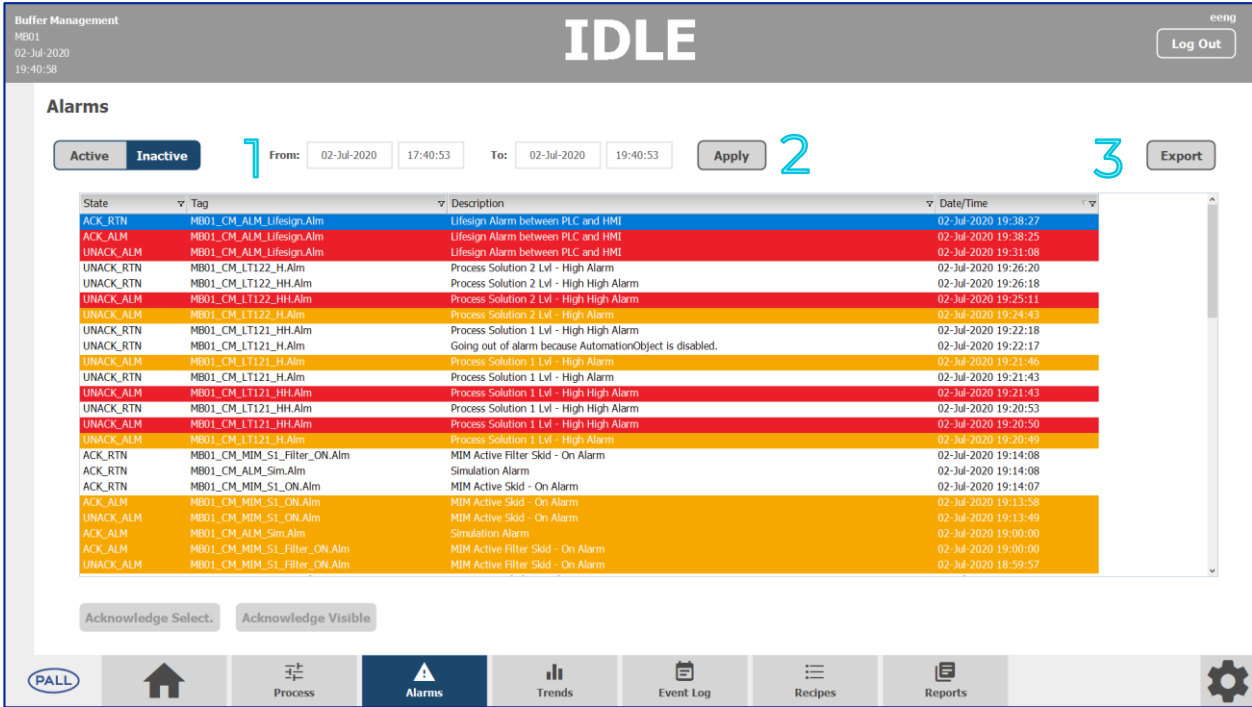 Buffer Management
MB01
02-Jul-2020
19:40:58
IDLE
eeng
Log Out
Alarms
Active Inactive 1 From: 02-Jul-2020 17:40:53 To: 02-Jul-2020 19:40:53 Apply 2 3 Export
State Tag Description Date/Time
ACK_RTN MB01_CM_ALM_Lifesign.Alm Lifesign Alarm between PLC and HMI 02-Jul-2020 19:38:27
ACK_ALM MB01_CM_ALM_Lifesign.Alm Lifesign Alarm between PLC and HMI 02-Jul-2020 19:38:25
UNACK_ALM MB01_CM_ALM_Lifesign.Alm Lifesign Alarm between PLC and HMI 02-Jul-2020 19:31:08
UNACK_RTN MB01_CM_LT122_H.Alm Process Solution 2 Lvl - High Alarm 02-Jul-2020 19:26:20
UNACK_RTN MB01_CM_LT122_HH.Alm Process Solution 2 Lvl - High High Alarm 02-Jul-2020 19:26:18
UNACK_ALM MB01_CM_LT122_HH.Alm Process Solution 2 Lvl - High High Alarm 02-Jul-2020 19:25:11
UNACK_ALM MB01_CM_LT122_H.Alm Process Solution 2 Lvl - High Alarm 02-Jul-2020 19:24:43
UNACK_RTN MB01_CM_LT121_HH.Alm Process Solution 1 Lvl - High High Alarm 02-Jul-2020 19:22:18
UNACK_RTN MB01_CM_LT121_H.Alm Going out of alarm because AutomationObject is disabled. 02-Jul-2020 19:22:17
UNACK_ALM MB01_CM_LT121_H.Alm Process Solution 1 Lvl - High Alarm 02-Jul-2020 19:21:46
UNACK_RTN MB01_CM_LT121_H.Alm Process Solution 1 Lvl - High Alarm 02-Jul-2020 19:21:43
UNACK_ALM MB01_CM_LT121_HH.Alm Process Solution 1 Lvl - High High Alarm 02-Jul-2020 19:21:43
UNACK_RTN MB01_CM_LT121_HH.Alm Process Solution 1 Lvl - High High Alarm 02-Jul-2020 19:20:53
UNACK_ALM MB01_CM_LT121_HH.Alm Process Solution 1 Lvl - High High Alarm 02-Jul-2020 19:20:50
UNACK_ALM MB01_CM_LT121_H.Alm Process Solution 1 Lvl - High Alarm 02-Jul-2020 19:20:49
ACK_RTN MB01_CM_MIM_S1_Filter_ON.Alm MIM Active Filter Skid - On Alarm 02-Jul-2020 19:14:08
ACK_RTN MB01_CM_ALM_Sim.Alm Simulation Alarm 02-Jul-2020 19:14:08
ACK_RTN MB01_CM_MIM_S1_ON.Alm MIM Active Skid - On Alarm 02-Jul-2020 19:14:07
ACK_ALM MB01_CM_MIM_S1_ON.Alm MIM Active Skid - On Alarm 02-Jul-2020 19:13:58
UNACK_ALM MB01_CM_MIM_S1_ON.Alm MIM Active Skid - On Alarm 02-Jul-2020 19:13:49
ACK_ALM MB01_CM_ALM_Sim.Alm Simulation Alarm 02-Jul-2020 19:00:00
ACK_ALM MB01_CM_MIM_S1_Filter_ON.Alm MIM Active Filter Skid - On Alarm 02-Jul-2020 19:00:00
UNACK_ALM MB01_CM_MIM_S1_Filter_ON.Alm MIM Active Filter Skid - On Alarm 02-Jul-2020 18:59:57
Acknowledge Select. Acknowledge Visible
PALL Process Alarms Trends Event Log Recipes Reports